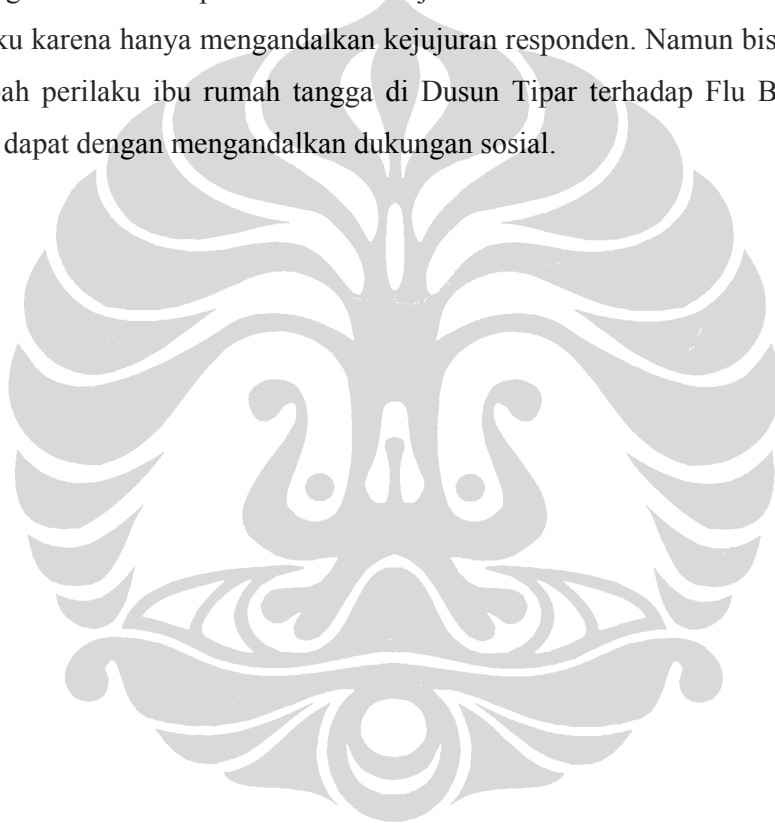 ku karena hanya mengandalkan kejujuran responden. Namun bis
ah perilaku ibu rumah tangga di Dusun Tipar terhadap Flu B
dapat dengan mengandalkan dukungan sosial.